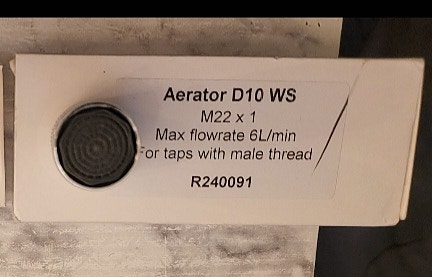 Aerator D10 WS
M22 x 1
Max flowrate 6L/min
or taps with male thread
R240091